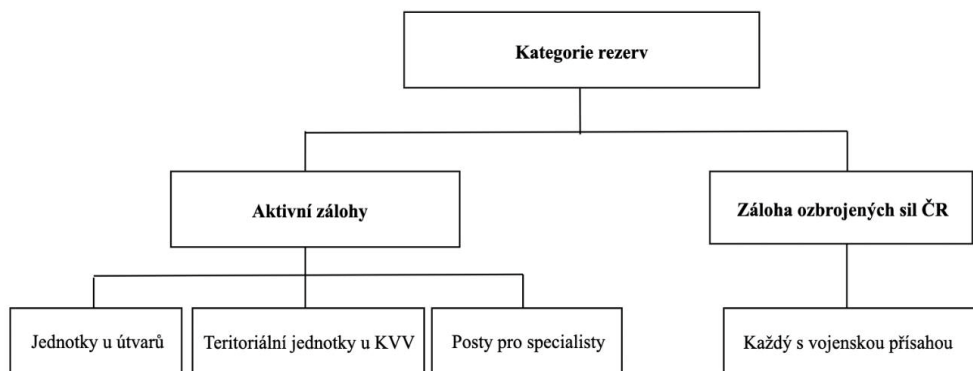 Kategorie rezerv
Aktivní zálohy
Záloha ozbrojených sil ČR
Jednotky u útvarů
Teritoriální jednotky u KVV
Posty pro specialisty
Každý s vojenskou přísahou